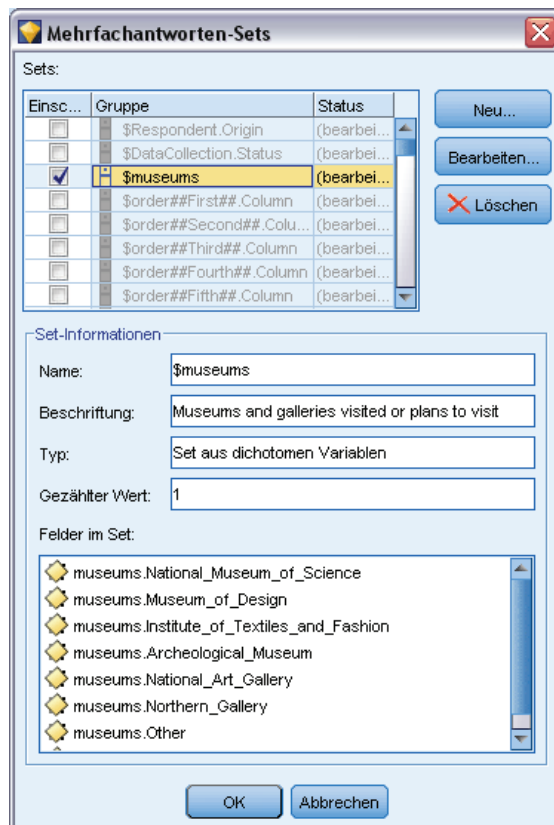 Mehrfachantworten-Sets
Sets:
Einsc... Gruppe Status
$Respondent.Origin (bearbei...
$DataCollection.Status (bearbei...
$museums (bearbei...
$order##First##.Column (bearbei...
$order##Second##.Colu... (bearbei...
$order##Third##.Column (bearbei...
$order##Fourth##.Column (bearbei...
$order##Fifth##.Column (bearbei...
Neu...
Bearbeiten...
Löschen
Set-Informationen
Name: $museums
Beschriftung: Museums and galleries visited or plans to visit
Typ: Set aus dichotomen Variablen
Gezählter Wert: 1
Felder im Set:
museums.National_Museum_of_Science
museums.Museum_of_Design
museums.Institute_of_Textiles_and_Fashion
museums.Archeological_Museum
museums.National_Art_Gallery
museums.Northern_Gallery
museums.Other
OK Abbrechen